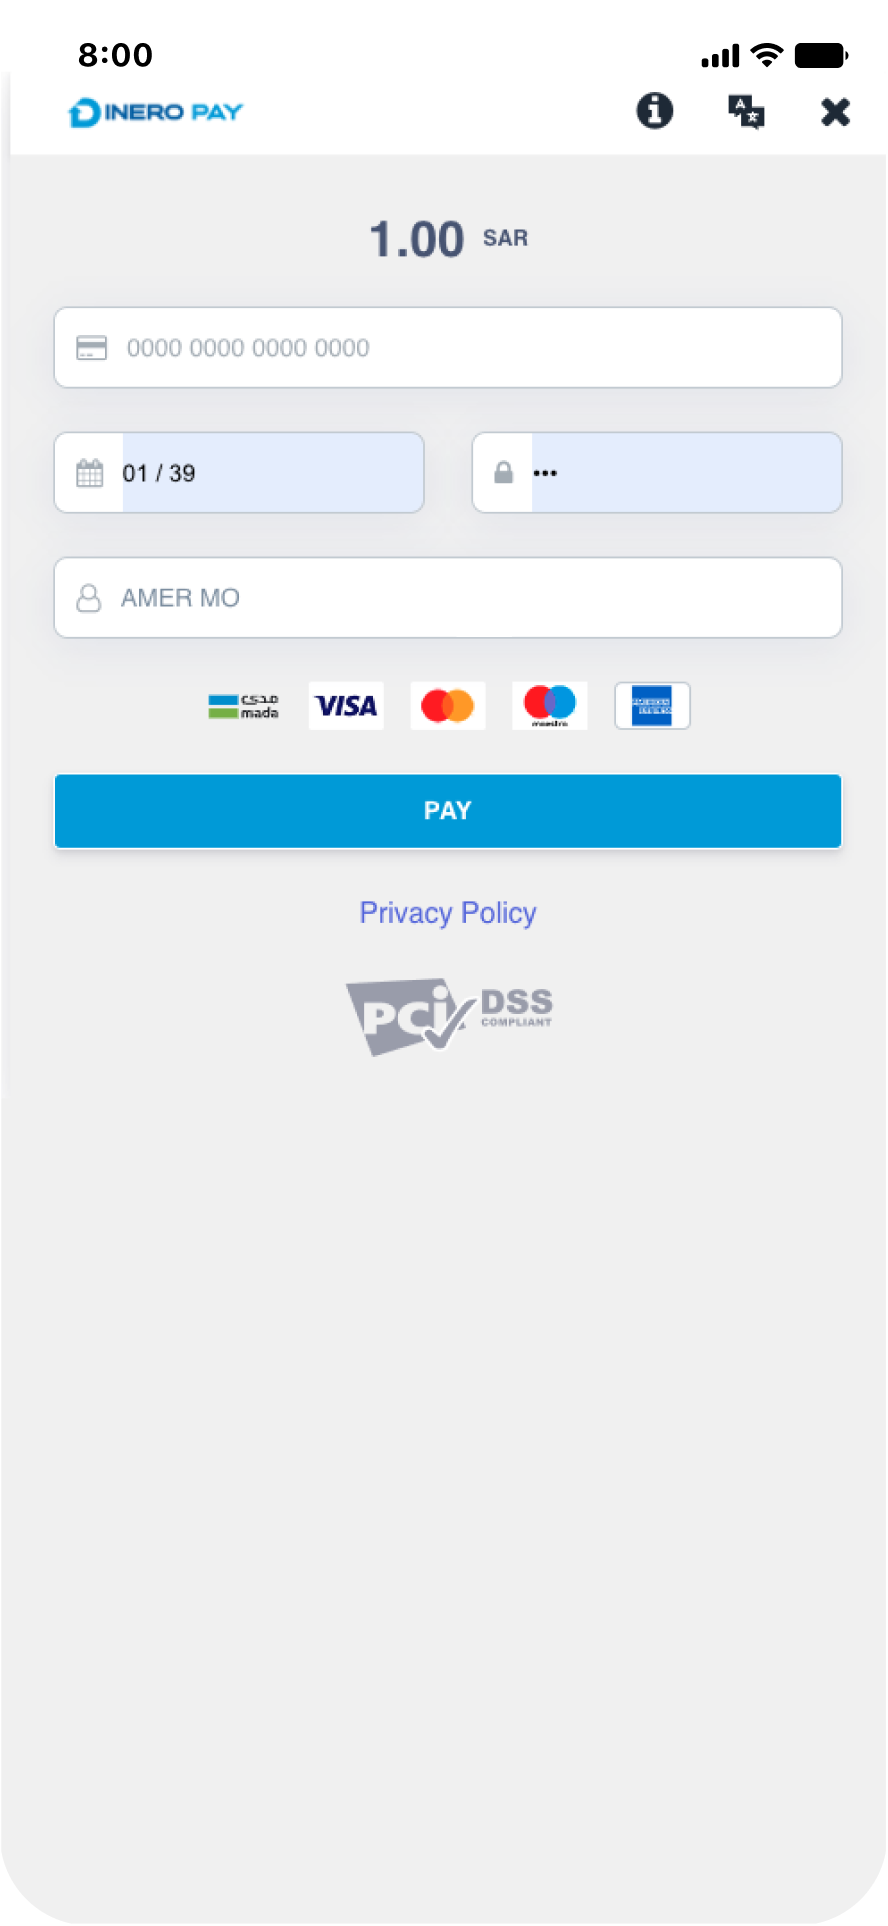 8:00
DINERO PAY
A
1.00 SAR
0000 0000 0000 0000
01 / 39
•••
AMER MO
مدى
mada
VISA
maestro
AMERICAN
EXPRESS
PAY
Privacy Policy
PCi DSS
COMPLIANT